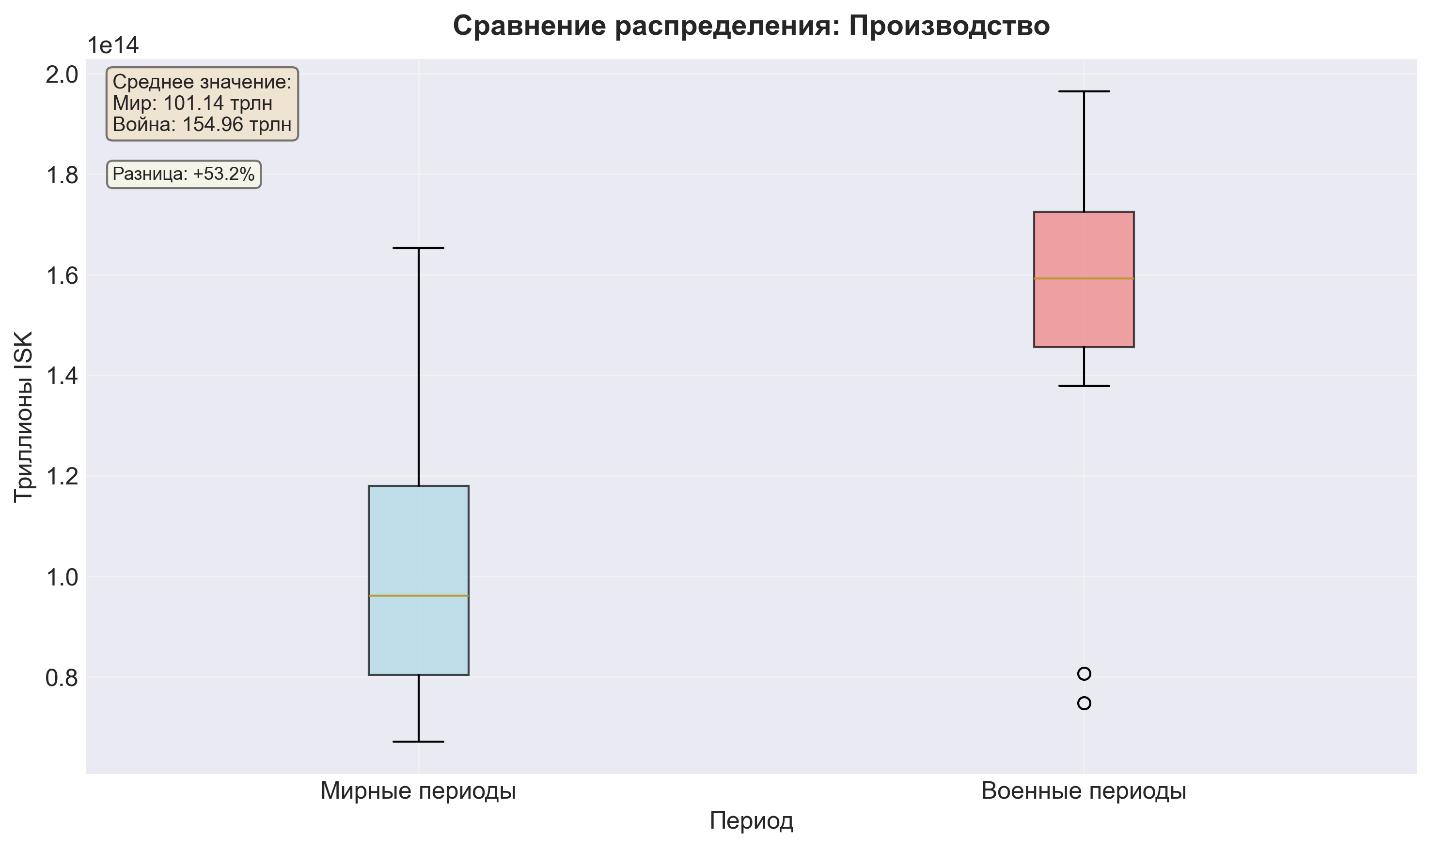 Сравнение распределения: Производство
1e14
2.0
1.8
1.6
1.4
1.2
1.0
0.8
Триллионы ISK
Среднее значение:
Мир: 101.14 трлн
Война: 154.96 трлн
Разница: +53.2%
Мирные периоды
Военные периоды
Период